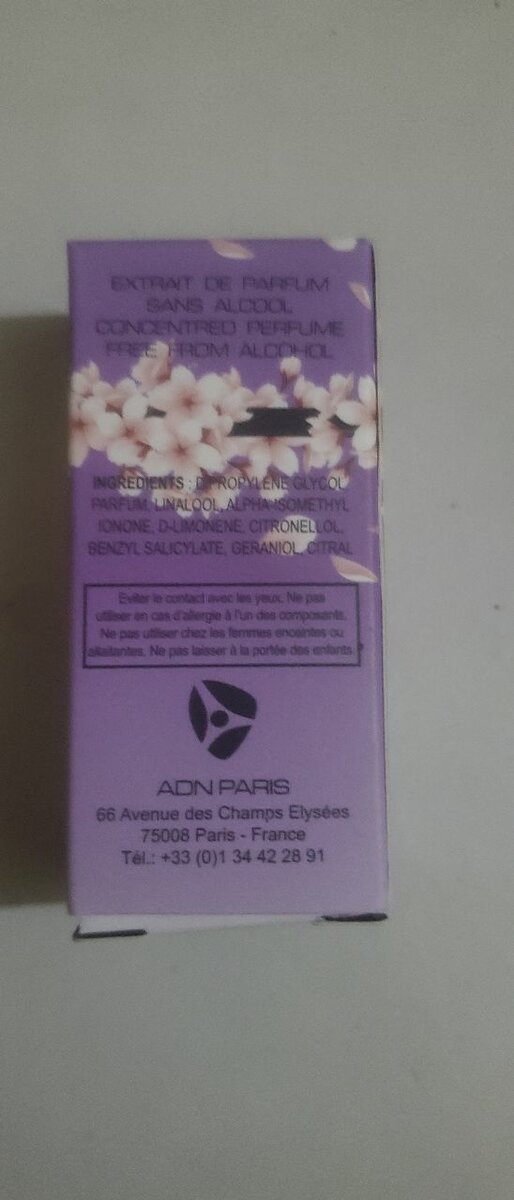 EXTRAIT DE PARFUM
SANS ALCOOL
CONCENTRED PERFUME
FREE FROM ALCOHOL
INGREDIENTS : DIPROPYLENE GLYCOL
PARFUM, LINALOOL, ALPHA-ISOMETHYL
IONONE, D-LIMONENE, CITRONELLOL,
BENZYL SALICYLATE, GERANIOL, CITRAL
Eviter le contact avec les yeux. Ne pas
utiliser en cas d'allergie à l'un des composants.
Ne pas utiliser chez les femmes enceintes ou
allaitantes. Ne pas laisser à la portée des enfants.
ADN PARIS
66 Avenue des Champs Elysées
75008 Paris - France
Tél.: +33 (0)1 34 42 28 91